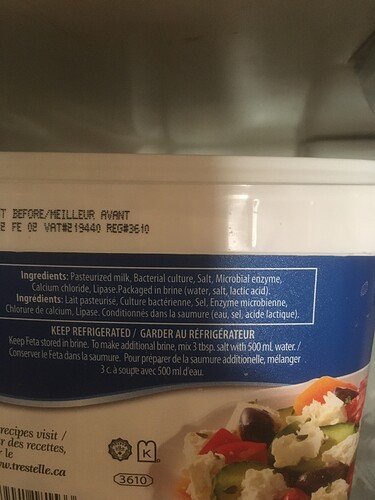 T BEFORE/MEILLEUR AVANT
2 FE 02 VAT#219440 REG#3610
Ingredients: Pasteurized milk, Bacterial culture, Salt, Microbial enzyme,
Calcium chloride, Lipase.Packaged in brine (water, salt, lactic acid).
Ingrédients: Lait pasteurisé, Culture bactérienne, Sel, Enzyme microbienne,
Chlorure de calcium, Lipase. Conditionnés dans la saumure (eau, sel, acide lactique).
KEEP REFRIGERATED / GARDER AU RÉFRIGÉRATEUR
Keep Feta stored in brine. To make additional brine, mix 3 tbsp. salt with 500 mL water. /
Conserver le Feta dans la saumure. Pour préparer de la saumure additionelle, mélanger
3 c. à soupe avec 500 ml d'eau.
recipes visit /
r des recettes,
r le
w.trestelle.ca
K
3610